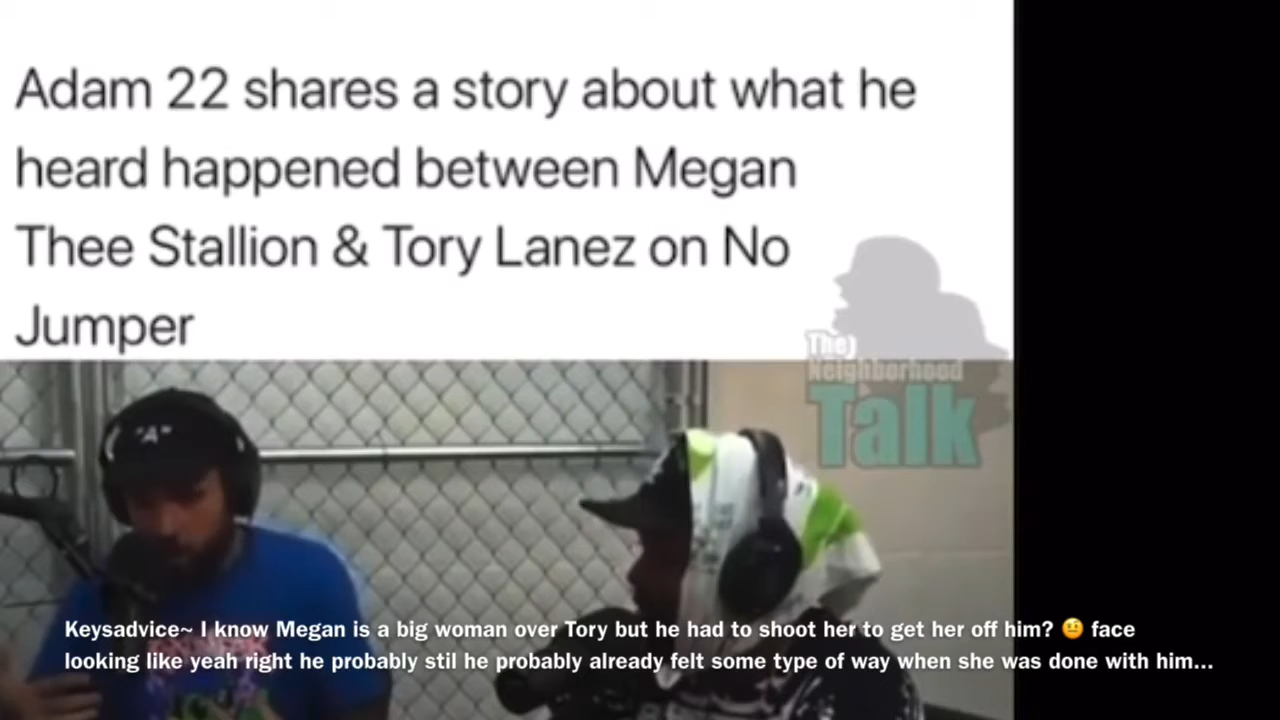 Adam 22 shares a story about what he
heard happened between Megan
Thee Stallion & Tory Lanez on No
Jumper
The)
Neighborhood
Talk
"A"
Keysadvice~ I know Megan is a big woman over Tory but he had to shoot her to get her off him? 🤨 face
looking like yeah right he probably stil he probably already felt some type of way when she was done with him...